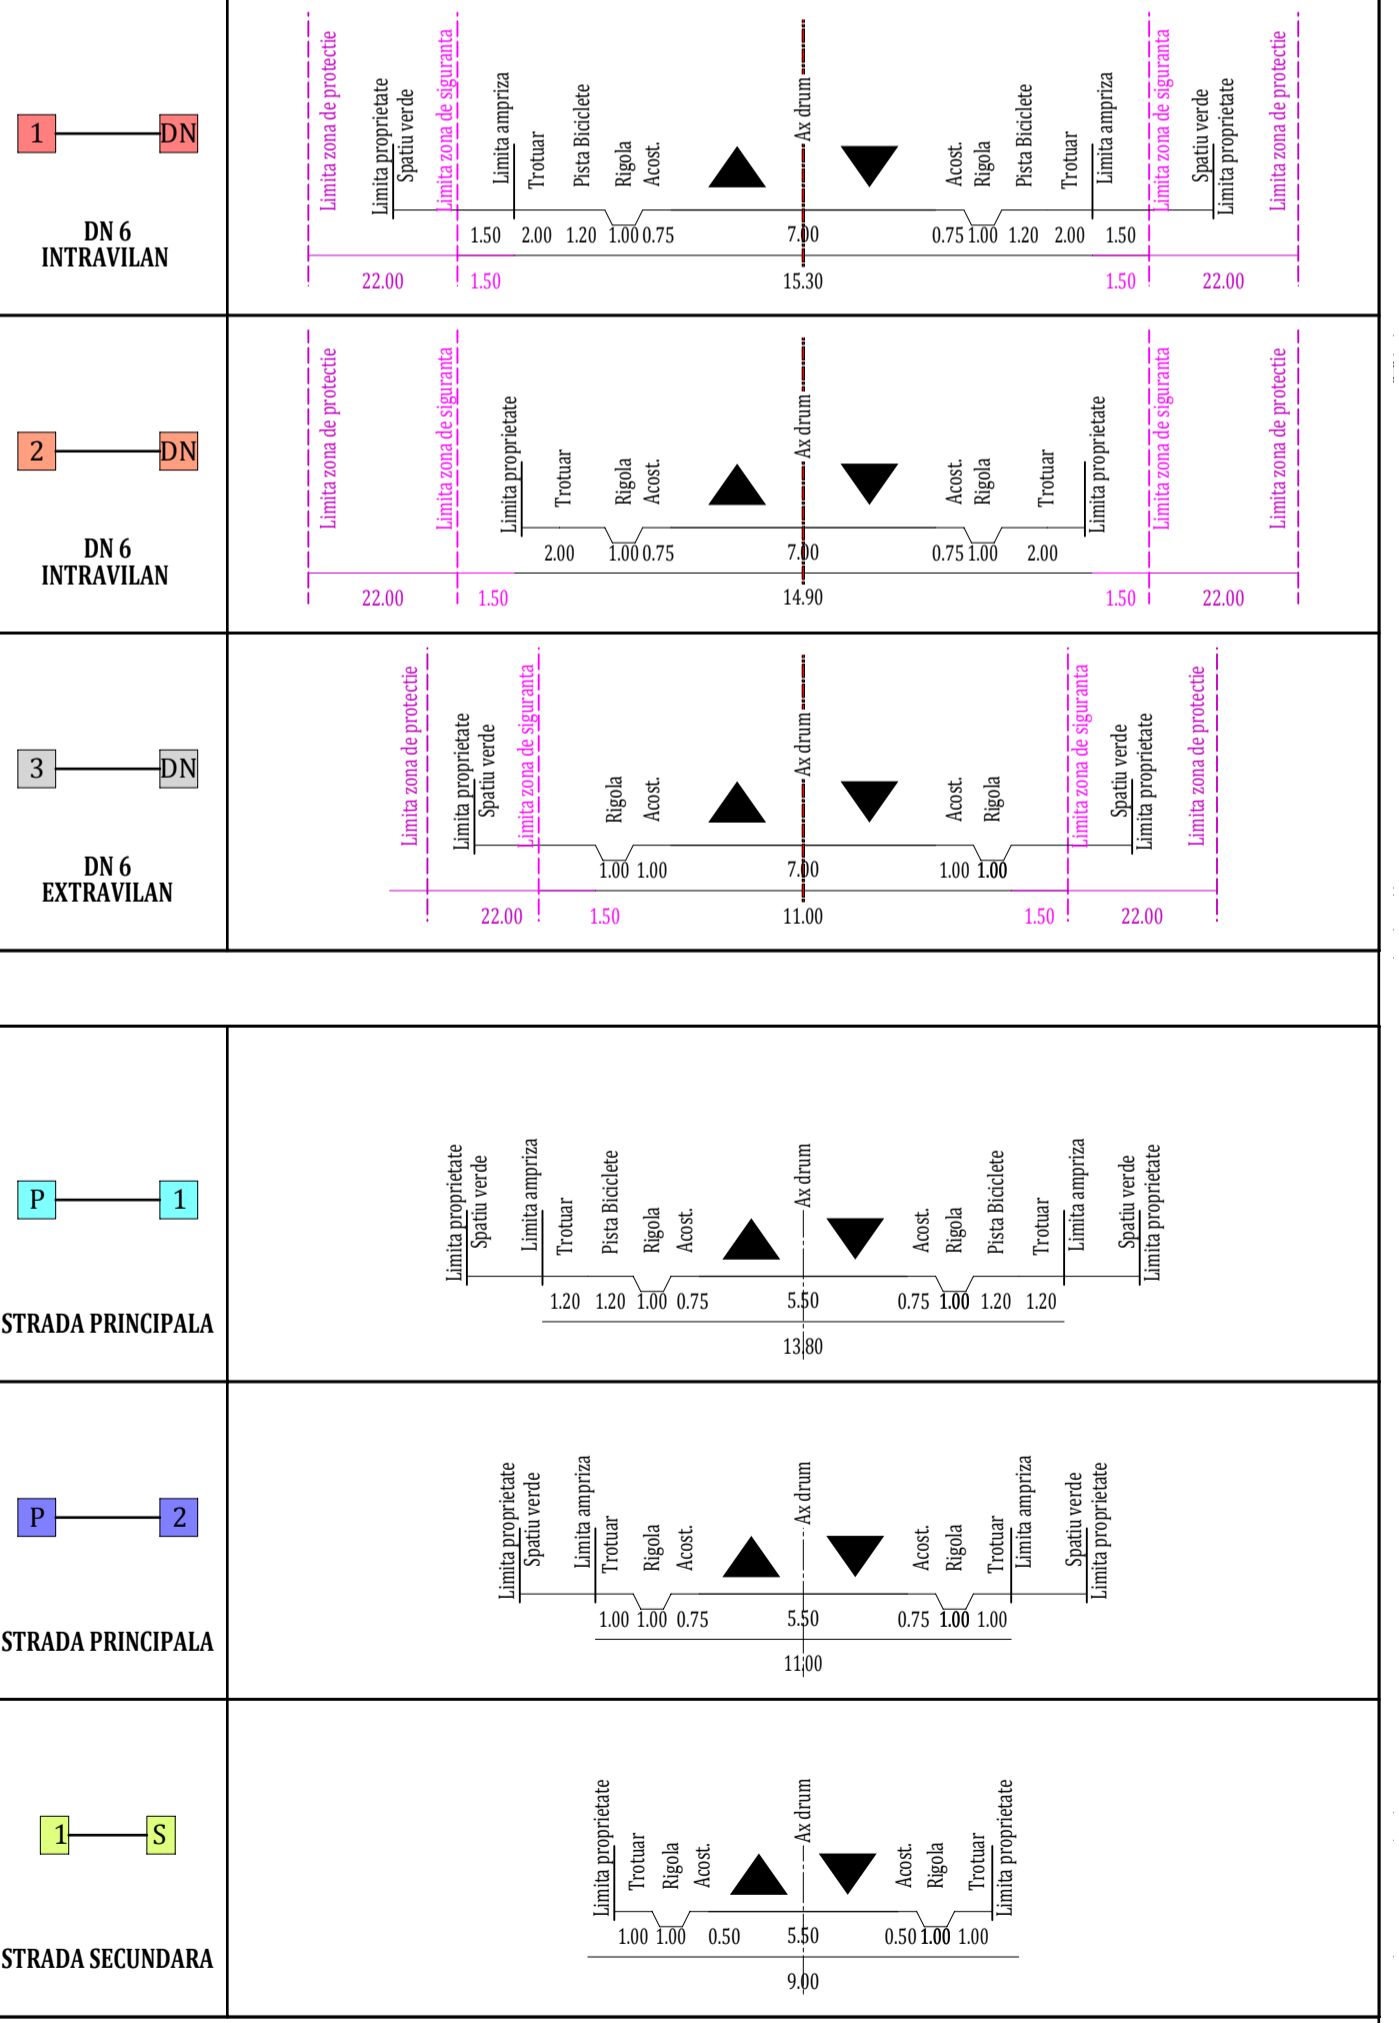 1
DN
DN 6
INTRAVILAN
Limita zona de protectie
Limita proprietate
Spatiu verde
Limita zona de siguranta
Limita ampriza
Trotuar
Pista Biciclete
Rigola
Acost.
Ax drum
Acost.
Rigola
Pista Biciclete
Trotuar
Limita ampriza
Limita zona de siguranta
Spatiu verde
Limita proprietate
Limita zona de protectie
1.50 2.00 1.20 1.00 0.75 7.00 0.75 1.00 1.20 2.00 1.50
22.00 1.50 15.30 1.50 22.00
2
DN
DN 6
INTRAVILAN
Limita zona de protectie
Limita zona de siguranta
Limita proprietate
Trotuar
Rigola
Acost.
Ax drum
Acost.
Rigola
Trotuar
Limita proprietate
Limita zona de siguranta
Limita zona de protectie
2.00 1.00 0.75 7.00 0.75 1.00 2.00
22.00 1.50 14.90 1.50 22.00
3
DN
DN 6
EXTRAVILAN
Limita zona de protectie
Limita proprietate
Spatiu verde
Limita zona de siguranta
Rigola
Acost.
Ax drum
Acost.
Rigola
Limita zona de siguranta
Spatiu verde
Limita proprietate
Limita zona de protectie
1.00 1.00 7.00 1.00 1.00
22.00 1.50 11.00 1.50 22.00
P
1
STRADA PRINCIPALA
Limita proprietate
Spatiu verde
Limita ampriza
Trotuar
Pista Biciclete
Rigola
Acost.
Ax drum
Acost.
Rigola
Pista Biciclete
Trotuar
Limita ampriza
Spatiu verde
Limita proprietate
1.20 1.20 1.00 0.75 5.50 0.75 1.00 1.20 1.20
13.80
P
2
STRADA PRINCIPALA
Limita proprietate
Spatiu verde
Limita ampriza
Trotuar
Rigola
Acost.
Ax drum
Acost.
Rigola
Trotuar
Limita ampriza
Spatiu verde
Limita proprietate
1.00 1.00 0.75 5.50 0.75 1.00 1.00
11.00
1
S
STRADA SECUNDARA
Limita proprietate
Trotuar
Rigola
Acost.
Ax drum
Acost.
Rigola
Trotuar
Limita proprietate
1.00 1.00 0.50 5.50 0.50 1.00 1.00
9.00